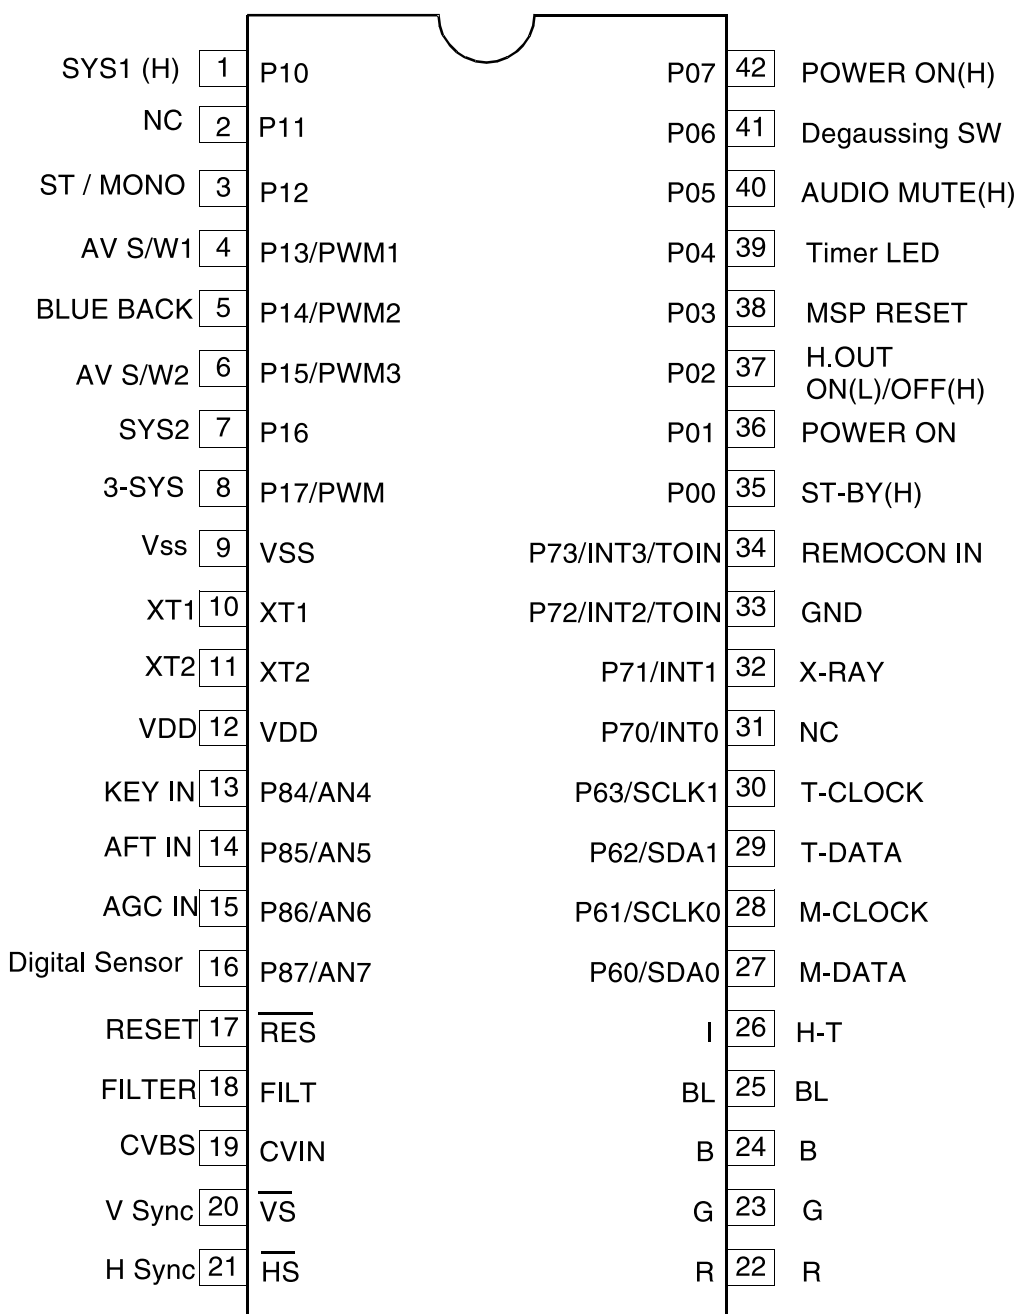 SYS1 (H) 1 P10 P07 42 POWER ON(H)
NC 2 P11 P06 41 Degaussing SW
ST / MONO 3 P12 P05 40 AUDIO MUTE(H)
AV S/W1 4 P13/PWM1 P04 39 Timer LED
BLUE BACK 5 P14/PWM2 P03 38 MSP RESET
AV S/W2 6 P15/PWM3 P02 37 H.OUT
ON(L)/OFF(H)
SYS2 7 P16 P01 36 POWER ON
3-SYS 8 P17/PWM P00 35 ST-BY(H)
Vss 9 VSS P73/INT3/TOIN 34 REMOCON IN
XT1 10 XT1 P72/INT2/TOIN 33 GND
XT2 11 XT2 P71/INT1 32 X-RAY
VDD 12 VDD P70/INT0 31 NC
KEY IN 13 P84/AN4 P63/SCLK1 30 T-CLOCK
AFT IN 14 P85/AN5 P62/SDA1 29 T-DATA
AGC IN 15 P86/AN6 P61/SCLK0 28 M-CLOCK
Digital Sensor 16 P87/AN7 P60/SDA0 27 M-DATA
RESET 17 RES I 26 H-T
FILTER 18 FILT BL 25 BL
CVBS 19 CVIN B 24 B
V Sync 20 VS G 23 G
H Sync 21 HS R 22 R